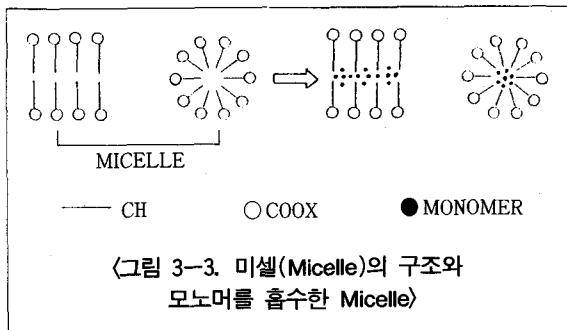 MICELLE
CH
COOX
MONOMER
〈그림 3-3. 미셀(Micelle)의 구조와
모노머를 흡수한 Micelle〉